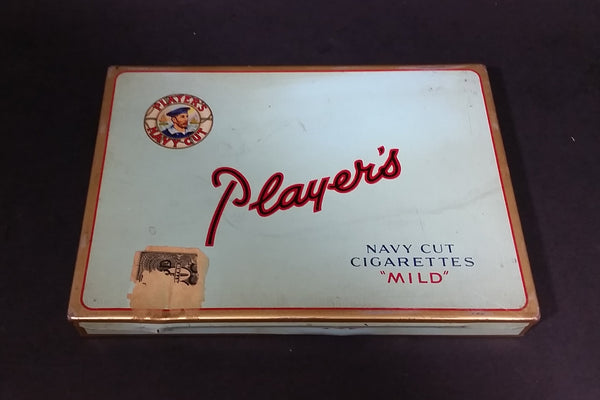 PLAYER'S
NAVY CUT
Player's
NAVY CUT
CIGARETTES
"MILD"